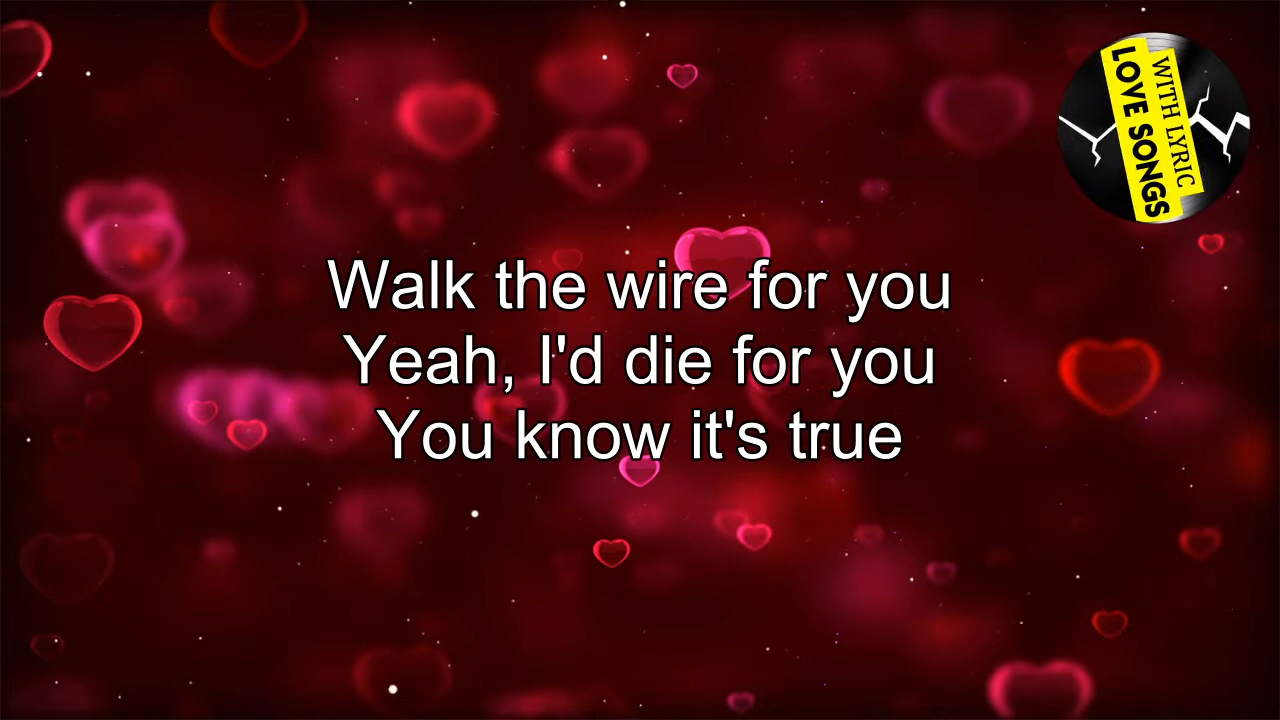 WITH LYRIC
LOVE SONGS
Walk the wire for you
Yeah, I'd die for you
You know it's true